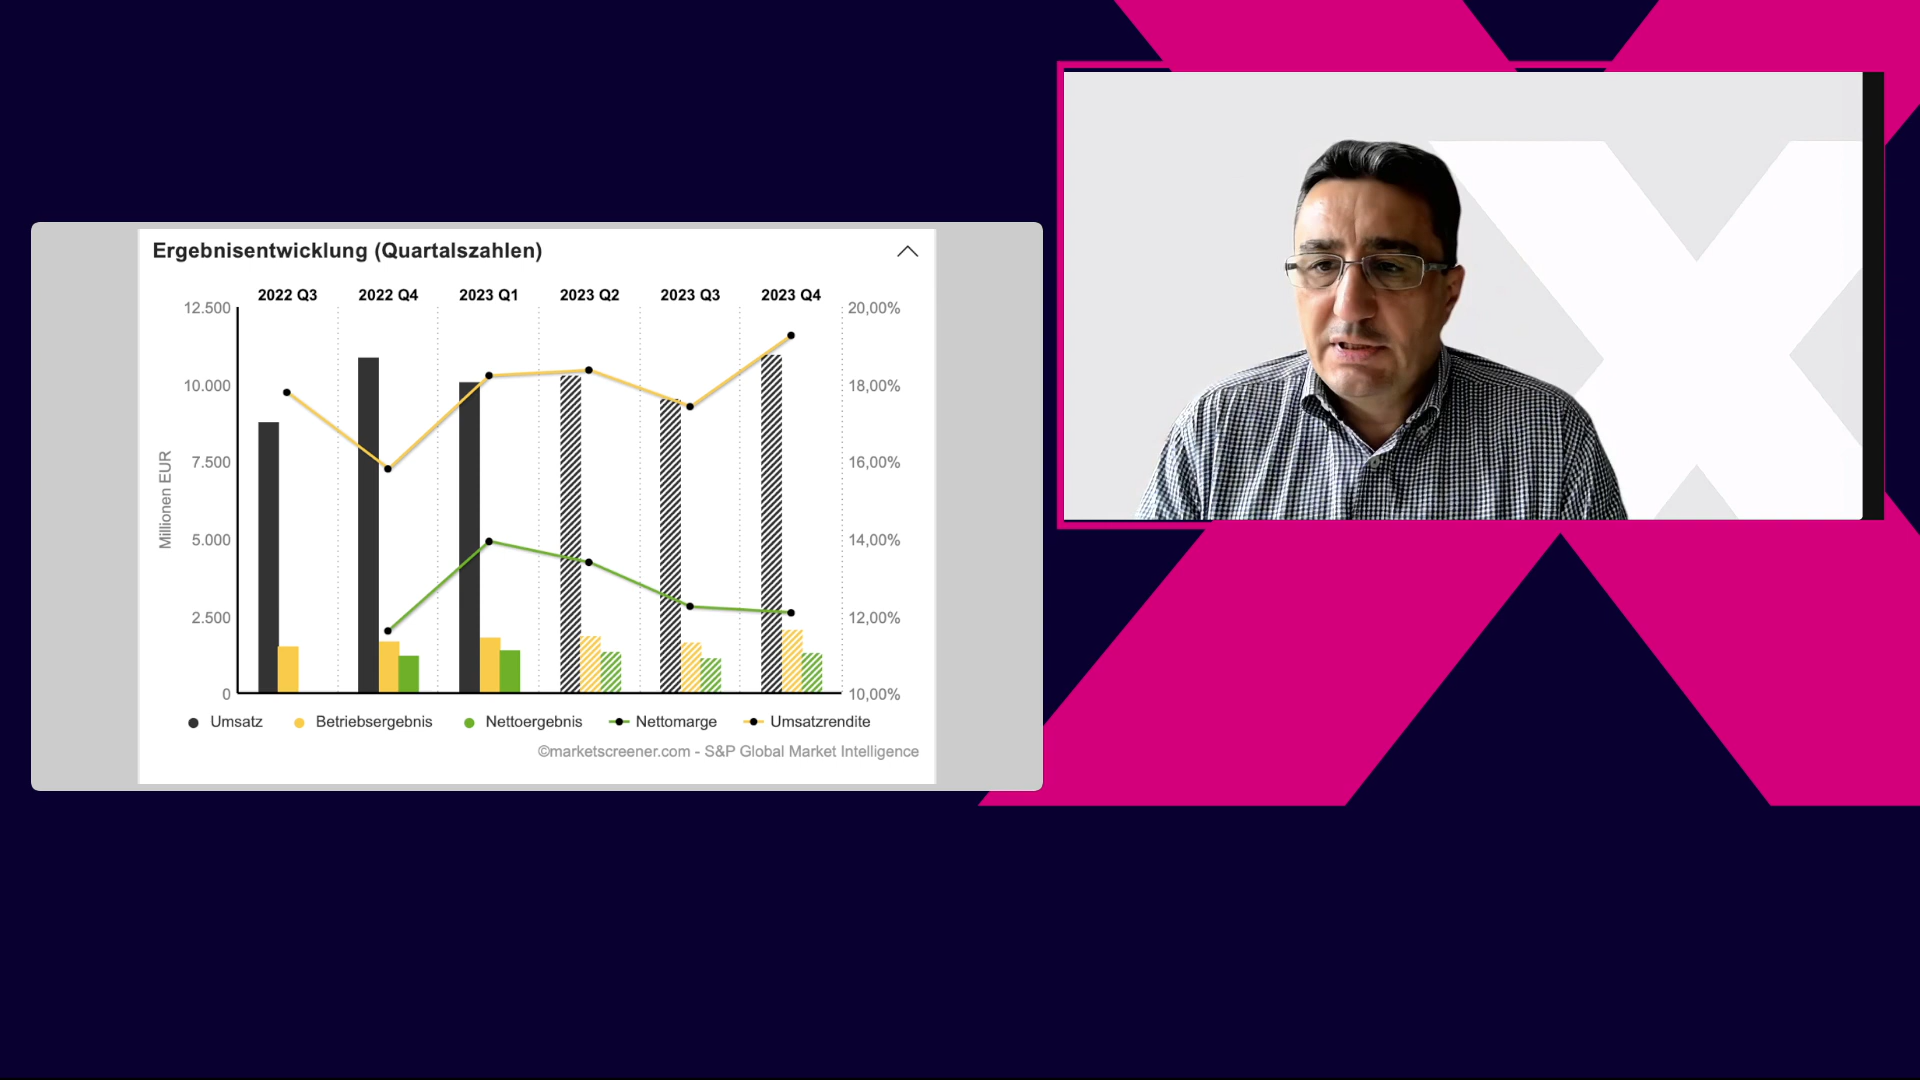 Ergebnisentwicklung (Quartalszahlen)
2022 Q3 2022 Q4 2023 Q1 2023 Q2 2023 Q3 2023 Q4
12.500 20,00%
10.000 18,00%
7.500 16,00%
Millionen EUR
5.000 14,00%
2.500 12,00%
0 10,00%
Umsatz Betriebsergebnis Nettoergebnis Nettomarge Umsatzrendite
©marketscreener.com - S&P Global Market Intelligence